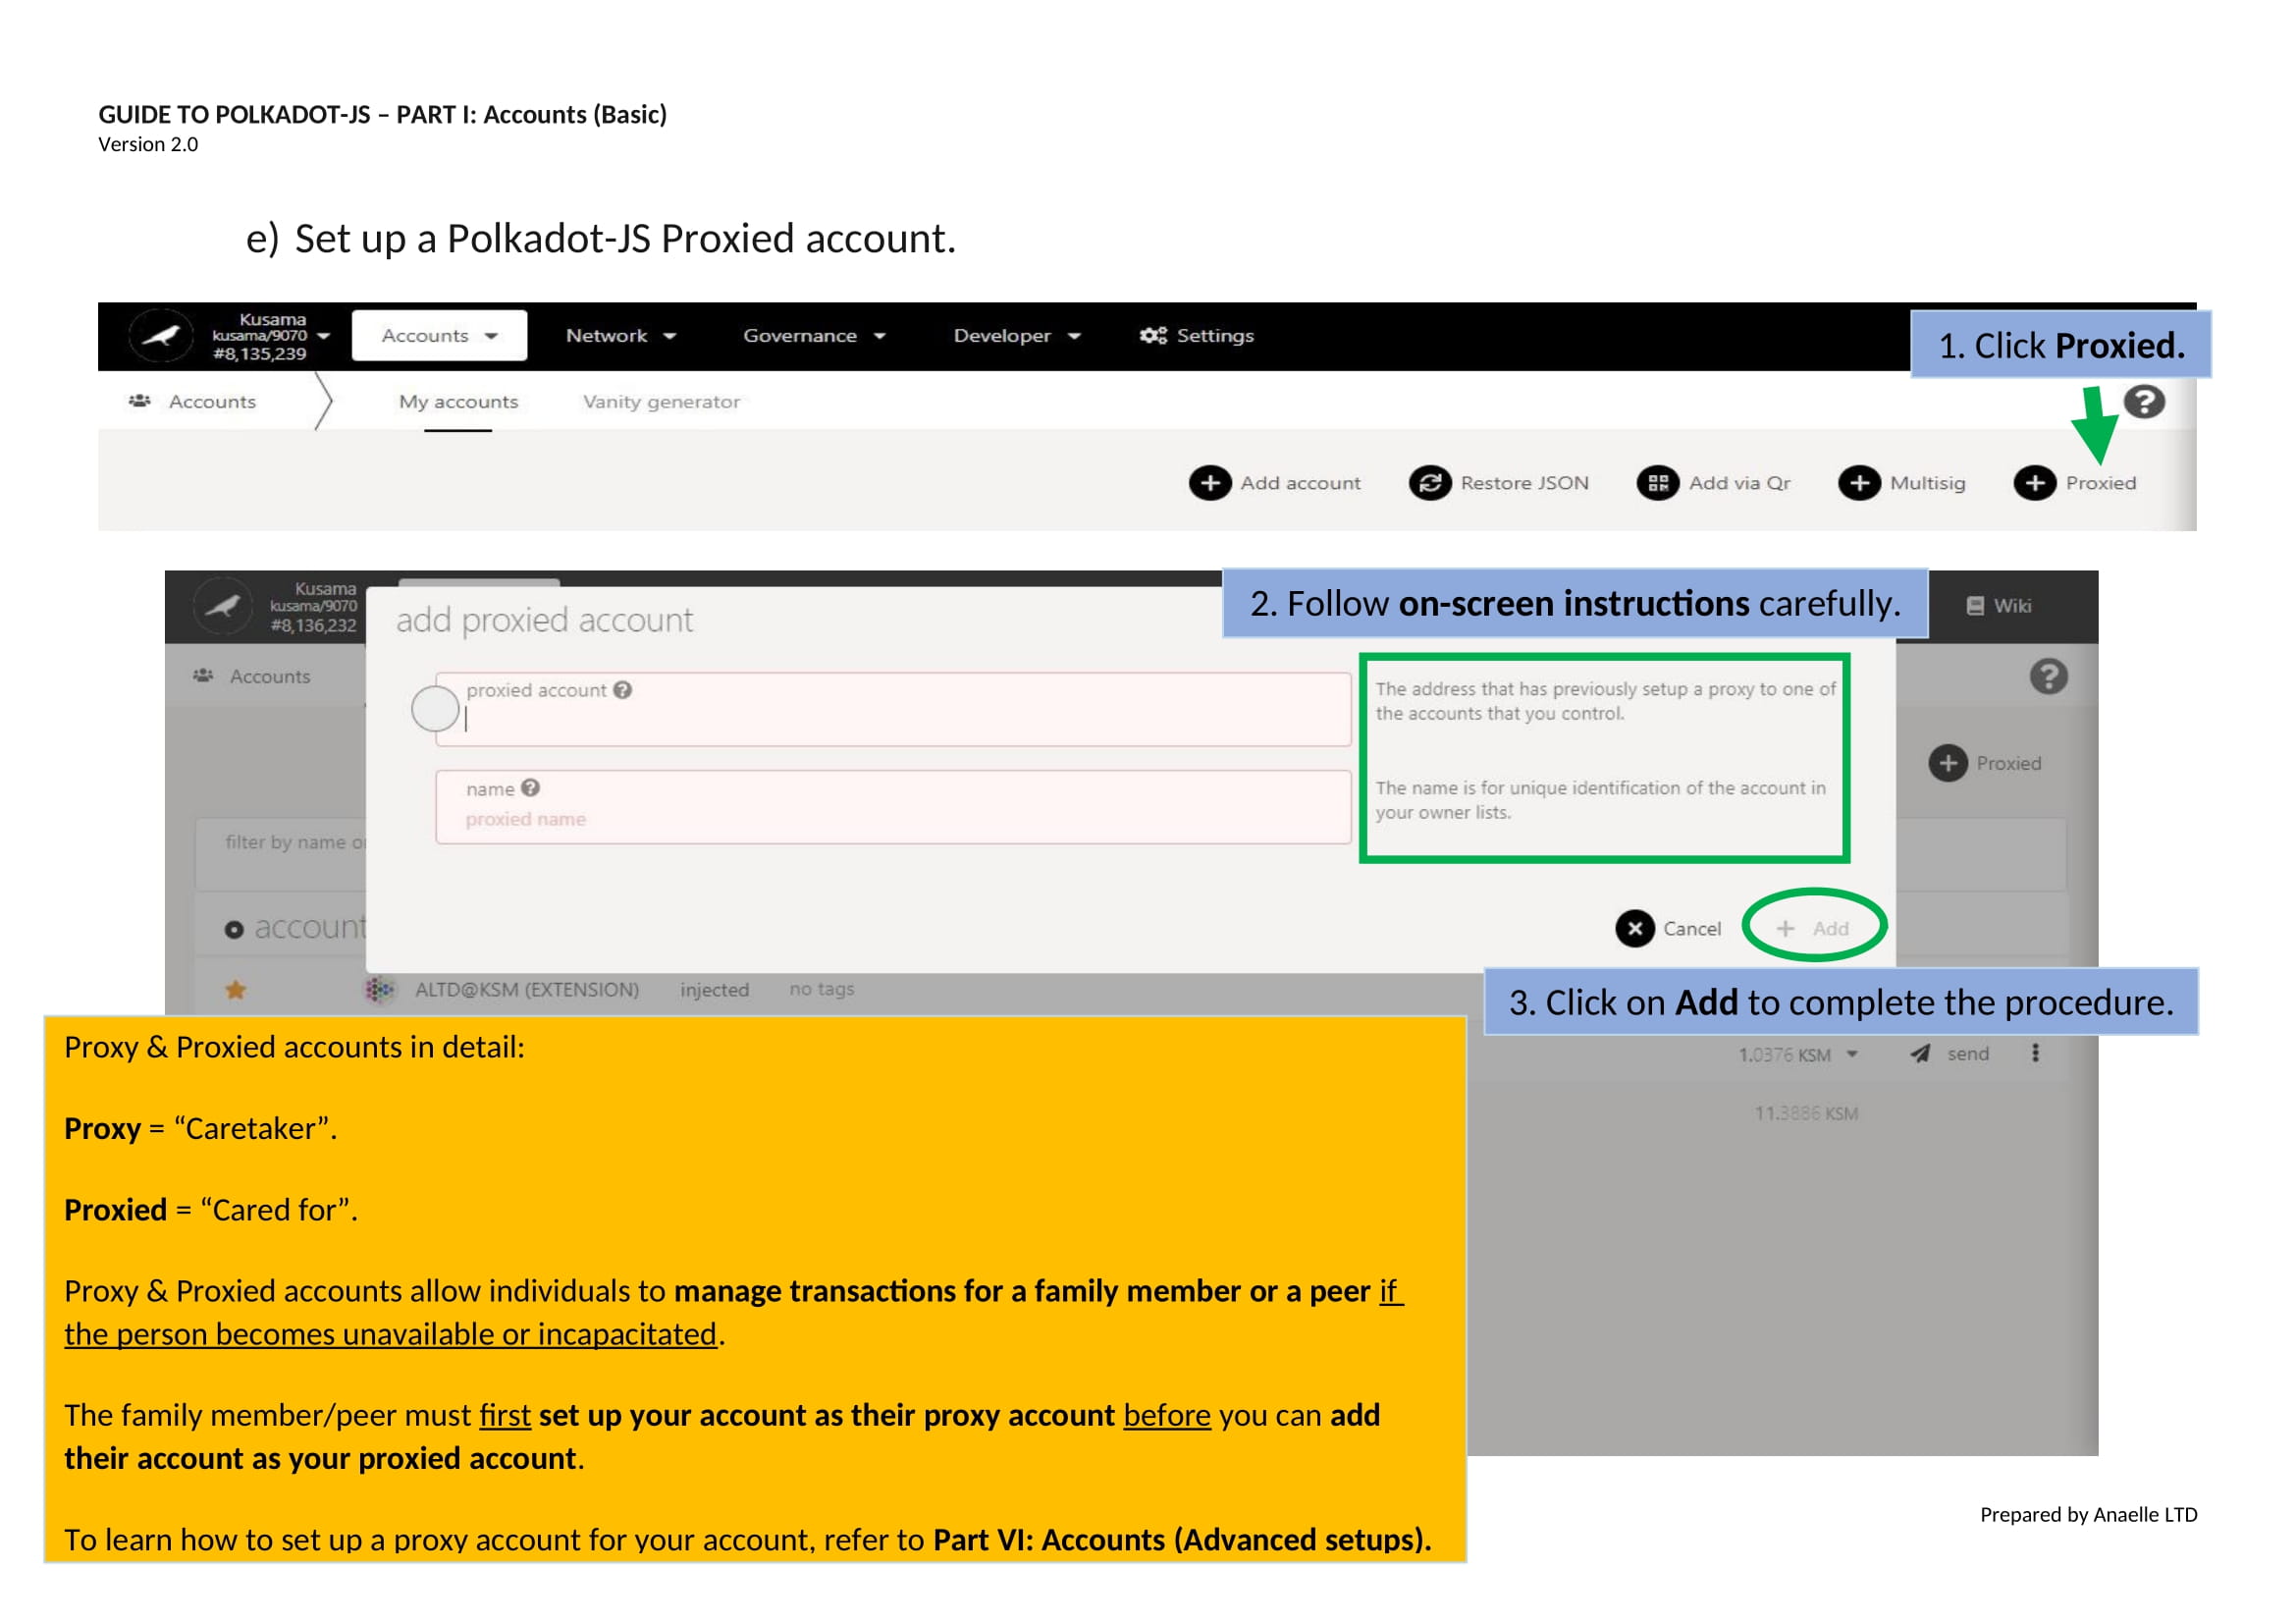 GUIDE TO POLKADOT-JS – PART I: Accounts (Basic)
Version 2.0
e) Set up a Polkadot-JS Proxied account.
Kusama
kusama/9070
#8,135,239
Accounts
Network
Governance
Developer
Settings
1. Click Proxied.
Accounts
My accounts
Vanity generator
Add account
Restore JSON
Add via Qr
Multisig
Proxied
Kusama
kusama/9070
#8,136,232
add proxied account
2. Follow on-screen instructions carefully.
Wiki
Accounts
proxied account
The address that has previously setup a proxy to one of
the accounts that you control.
Proxied
name
proxied name
The name is for unique identification of the account in
your owner lists.
filter by name o
account
Cancel
Add
ALTD@KSM (EXTENSION)
injected
no tags
3. Click on Add to complete the procedure.
1.0376 KSM
send
11.3886 KSM
Proxy & Proxied accounts in detail:
Proxy = “Caretaker”.
Proxied = “Cared for”.
Proxy & Proxied accounts allow individuals to manage transactions for a family member or a peer if
the person becomes unavailable or incapacitated.
The family member/peer must first set up your account as their proxy account before you can add
their account as your proxied account.
To learn how to set up a proxy account for your account, refer to Part VI: Accounts (Advanced setups).
Prepared by Anaelle LTD